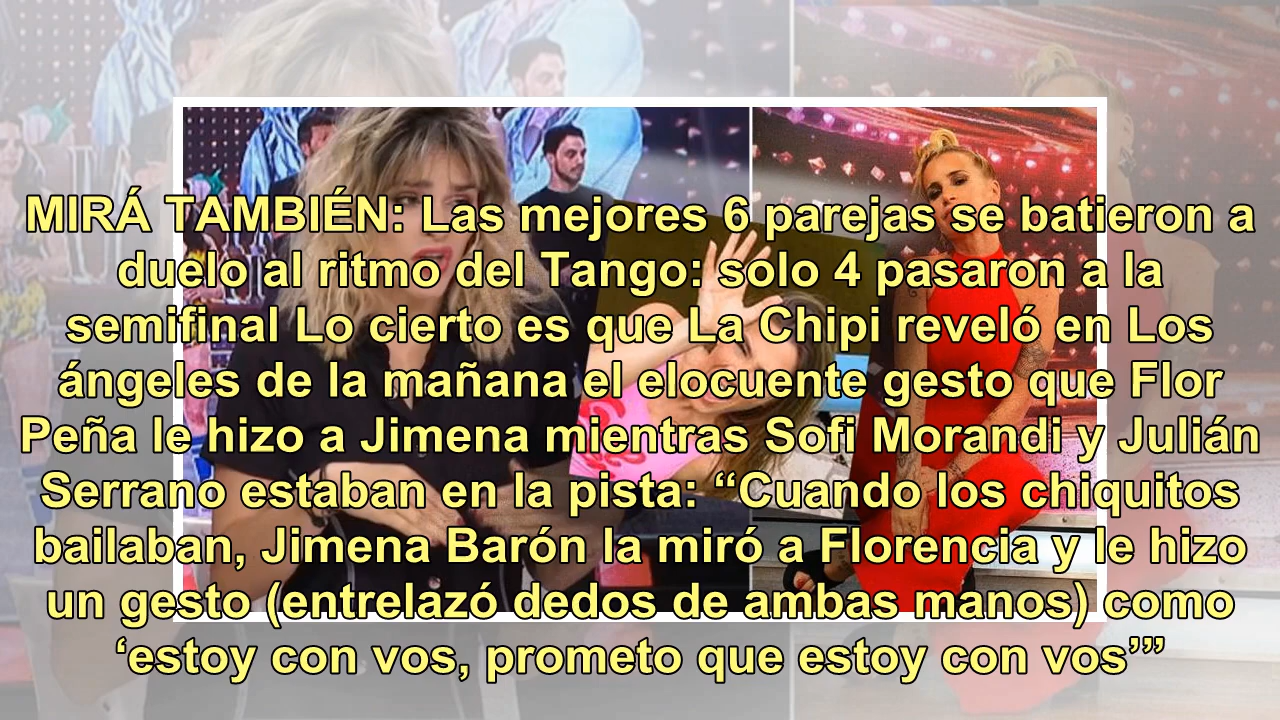 MIRÁ TAMBIÉN: Las mejores 6 parejas se batieron a
duelo al ritmo del Tango: solo 4 pasaron a la
semifinal Lo cierto es que La Chipi reveló en Los
ángeles de la mañana el elocuente gesto que Flor
Peña le hizo a Jimena mientras Sofi Morandi y Julián
Serrano estaban en la pista: “Cuando los chiquitos
bailaban, Jimena Barón la miró a Florencia y le hizo
un gesto (entrelazó dedos de ambas manos) como
‘estoy con vos, prometo que estoy con vos’”